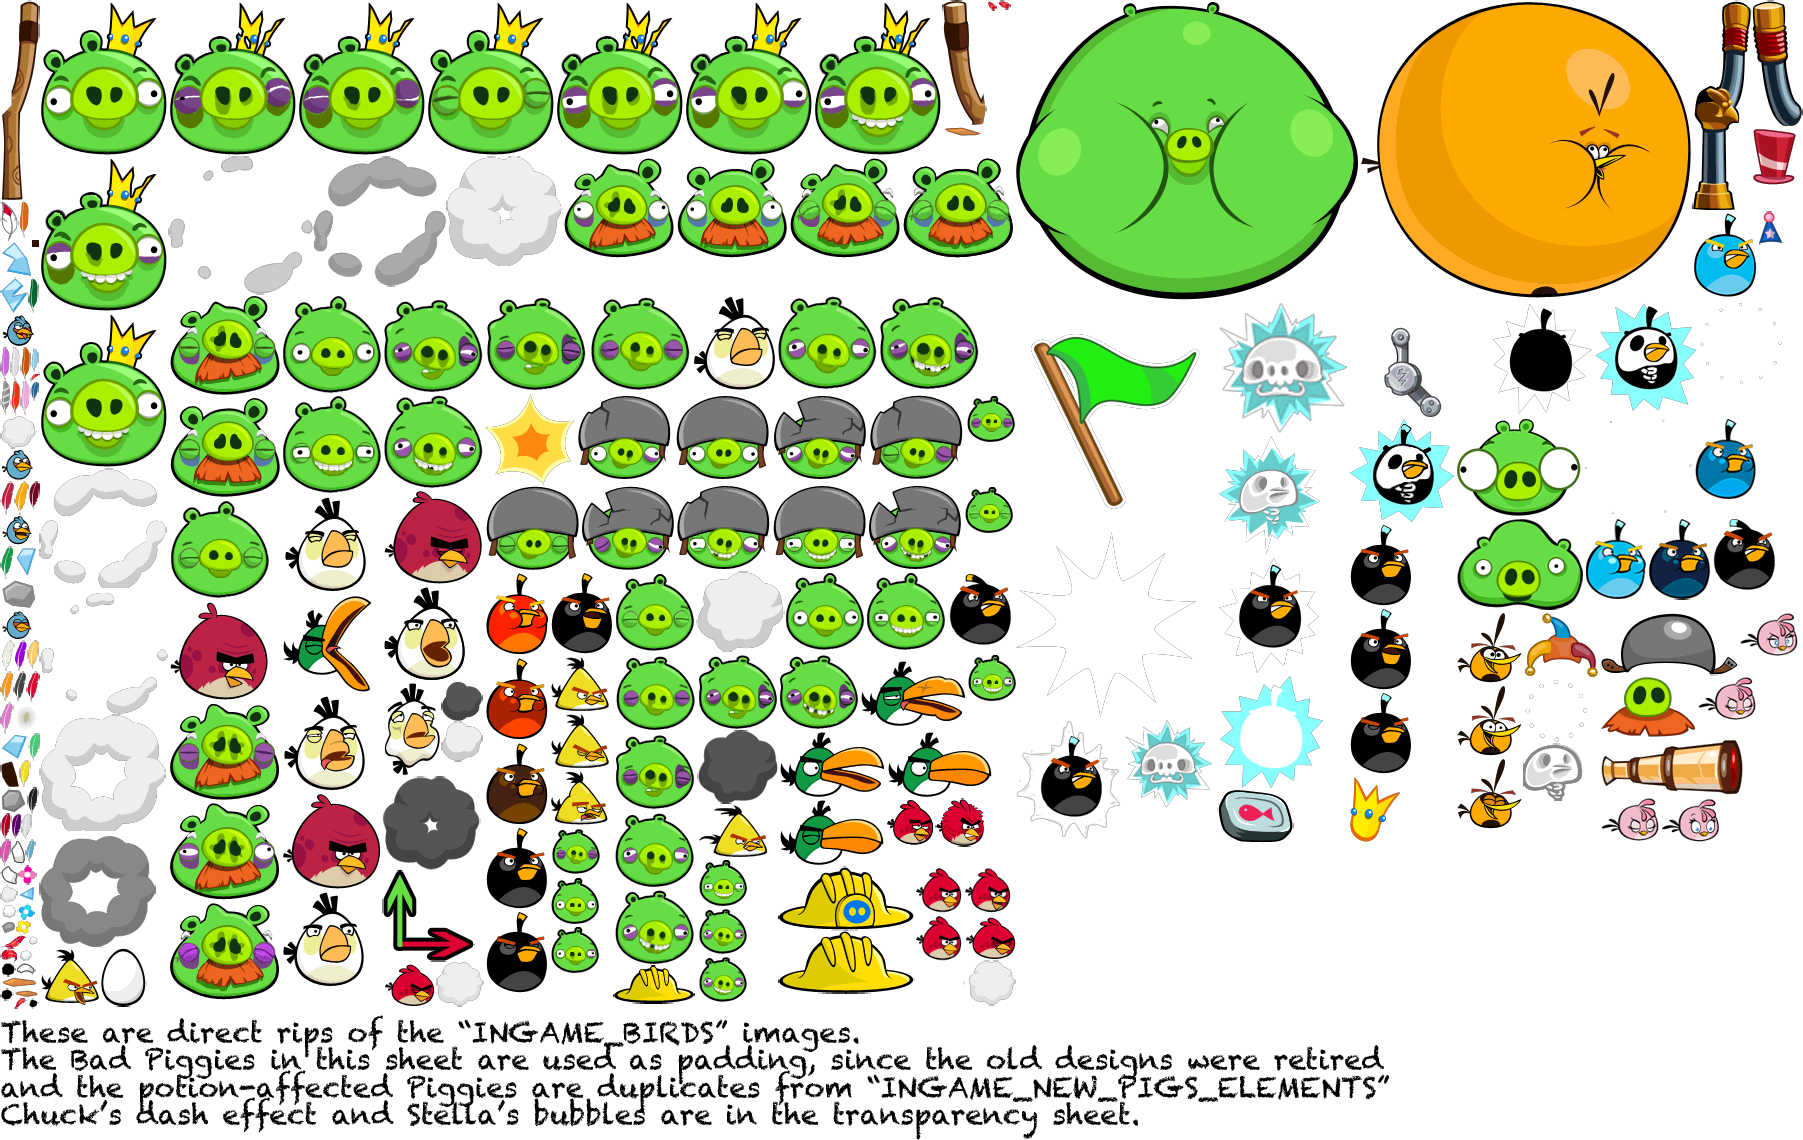 These are direct rips of the “INGAME_BIRDS” images.
The Bad Piggies in this sheet are used as padding, since the old designs were retired
and the potion-affected Piggies are duplicates from “INGAME_NEW_PIGS_ELEMENTS”
Chuck’s dash effect and Stella’s bubbles are in the transparency sheet.